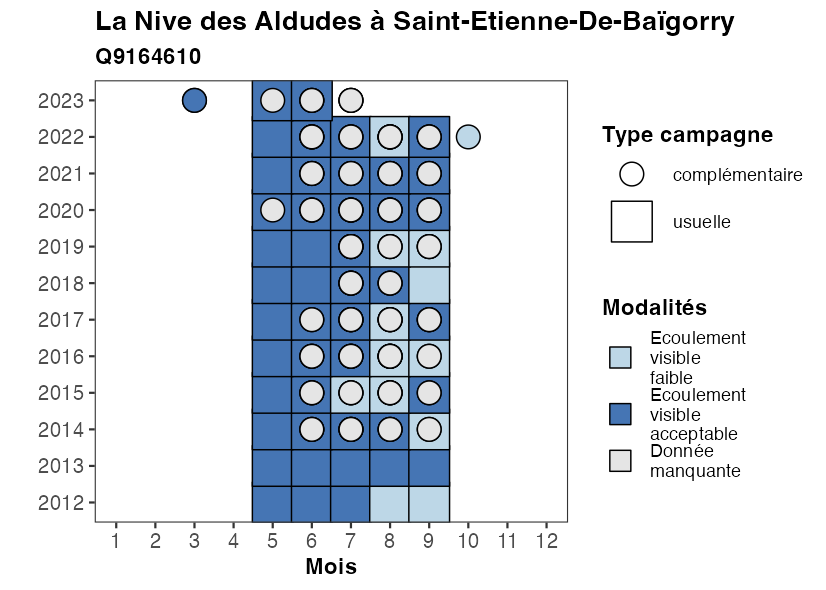 La Nive des Aldudes à Saint-Etienne-De-Baïgorry
Q9164610
2023
2022
2021
2020
2019
2018
2017
2016
2015
2014
2013
2012
1 2 3 4 5 6 7 8 9 10 11 12
Mois
Type campagne
complémentaire
usuelle
Modalités
Ecoulement
visible
faible
Ecoulement
visible
acceptable
Donnée
manquante